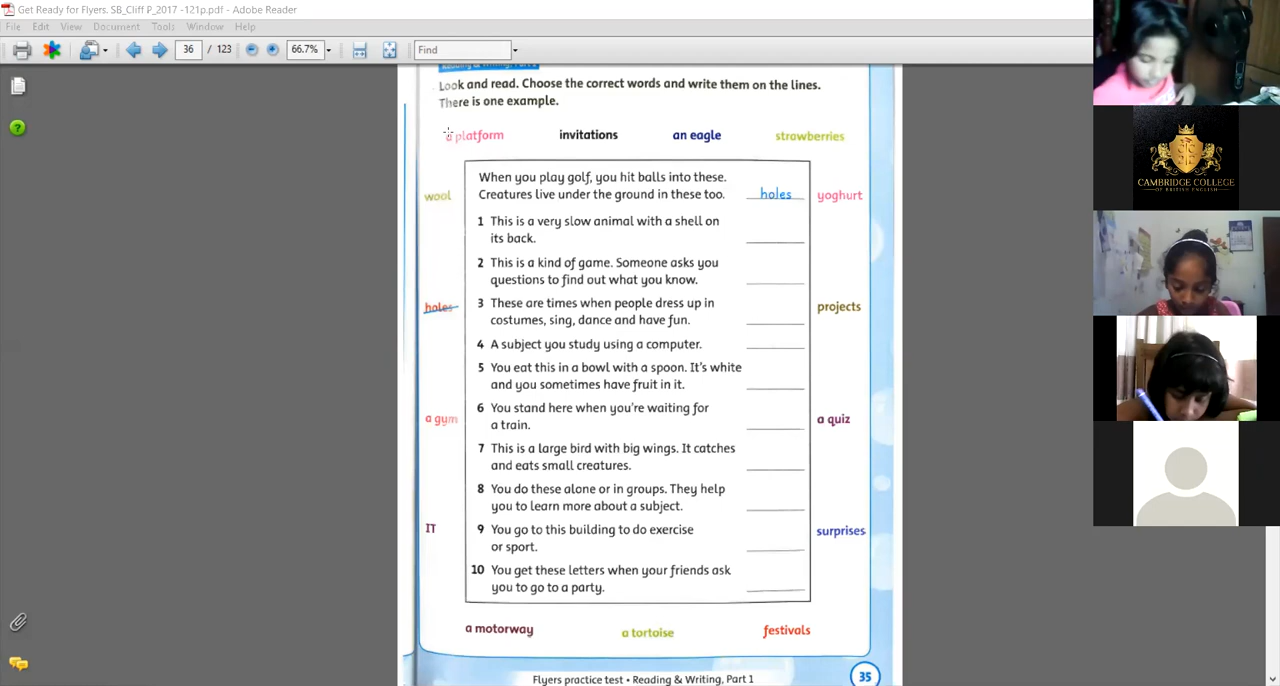 Get Ready for Flyers. SB_Cliff P_2017 -121p.pdf - Adobe Reader
File Edit View Document Tools Window Help
36 / 123 66.7% Find
Reading & Writing, Part 1
Look and read. Choose the correct words and write them on the lines.
There is one example.
a platform invitations an eagle strawberries
When you play golf, you hit balls into these.
Creatures live under the ground in these too. holes
wool
yoghurt
1 This is a very slow animal with a shell on
its back.
2 This is a kind of game. Someone asks you
questions to find out what you know.
holes
projects
3 These are times when people dress up in
costumes, sing, dance and have fun.
4 A subject you study using a computer.
5 You eat this in a bowl with a spoon. It's white
and you sometimes have fruit in it.
a gym
a quiz
6 You stand here when you're waiting for
a train.
7 This is a large bird with big wings. It catches
and eats small creatures.
8 You do these alone or in groups. They help
you to learn more about a subject.
IT
surprises
9 You go to this building to do exercise
or sport.
10 You get these letters when your friends ask
you to go to a party.
a motorway a tortoise festivals
Flyers practice test • Reading & Writing, Part 1 35
CAMBRIDGE COLLEGE
OF BRITISH ENGLISH